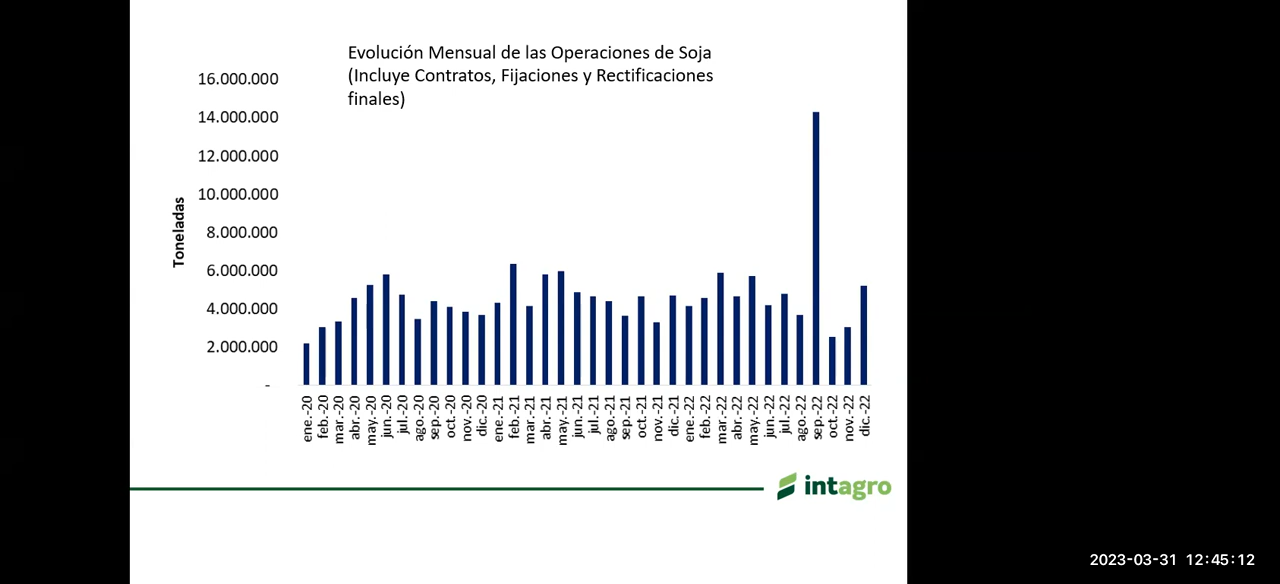 Evolución Mensual de las Operaciones de Soja
(Incluye Contratos, Fijaciones y Rectificaciones
finales)
16.000.000
14.000.000
12.000.000
10.000.000
8.000.000
6.000.000
4.000.000
2.000.000
-
Toneladas
ene.-20
feb.-20
mar.-20
abr.-20
may.-20
jun.-20
jul.-20
ago.-20
sep.-20
oct.-20
nov.-20
dic.-20
ene.-21
feb.-21
mar.-21
abr.-21
may.-21
jun.-21
jul.-21
ago.-21
sep.-21
oct.-21
nov.-21
dic.-21
ene.-22
feb.-22
mar.-22
abr.-22
may.-22
jun.-22
jul.-22
ago.-22
sep.-22
oct.-22
nov.-22
dic.-22
intagro
2023-03-31 12:45:12